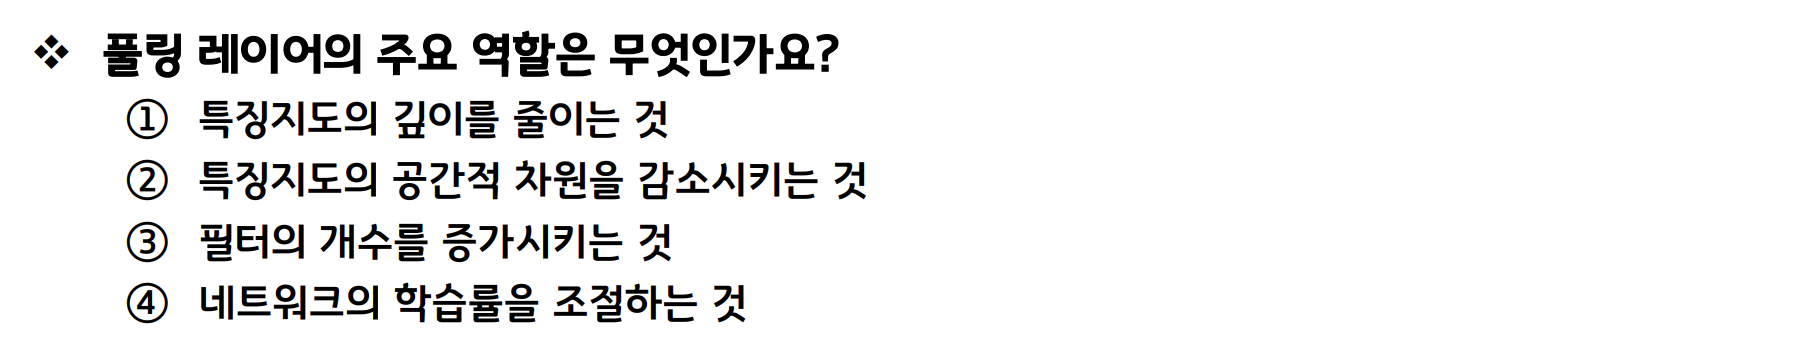 ❖ 풀링 레이어의 주요 역할은 무엇인가요?
① 특징지도의 깊이를 줄이는 것
② 특징지도의 공간적 차원을 감소시키는 것
③ 필터의 개수를 증가시키는 것
④ 네트워크의 학습률을 조절하는 것